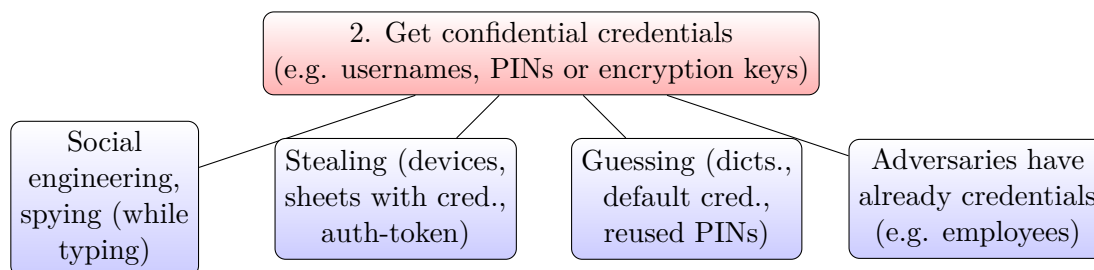 2. Get confidential credentials
(e.g. usernames, PINs or encryption keys)
Social
engineering,
spying (while
typing)
Stealing (devices,
sheets with cred.,
auth-token)
Guessing (dicts.,
default cred.,
reused PINs)
Adversaries have
already credentials
(e.g. employees)